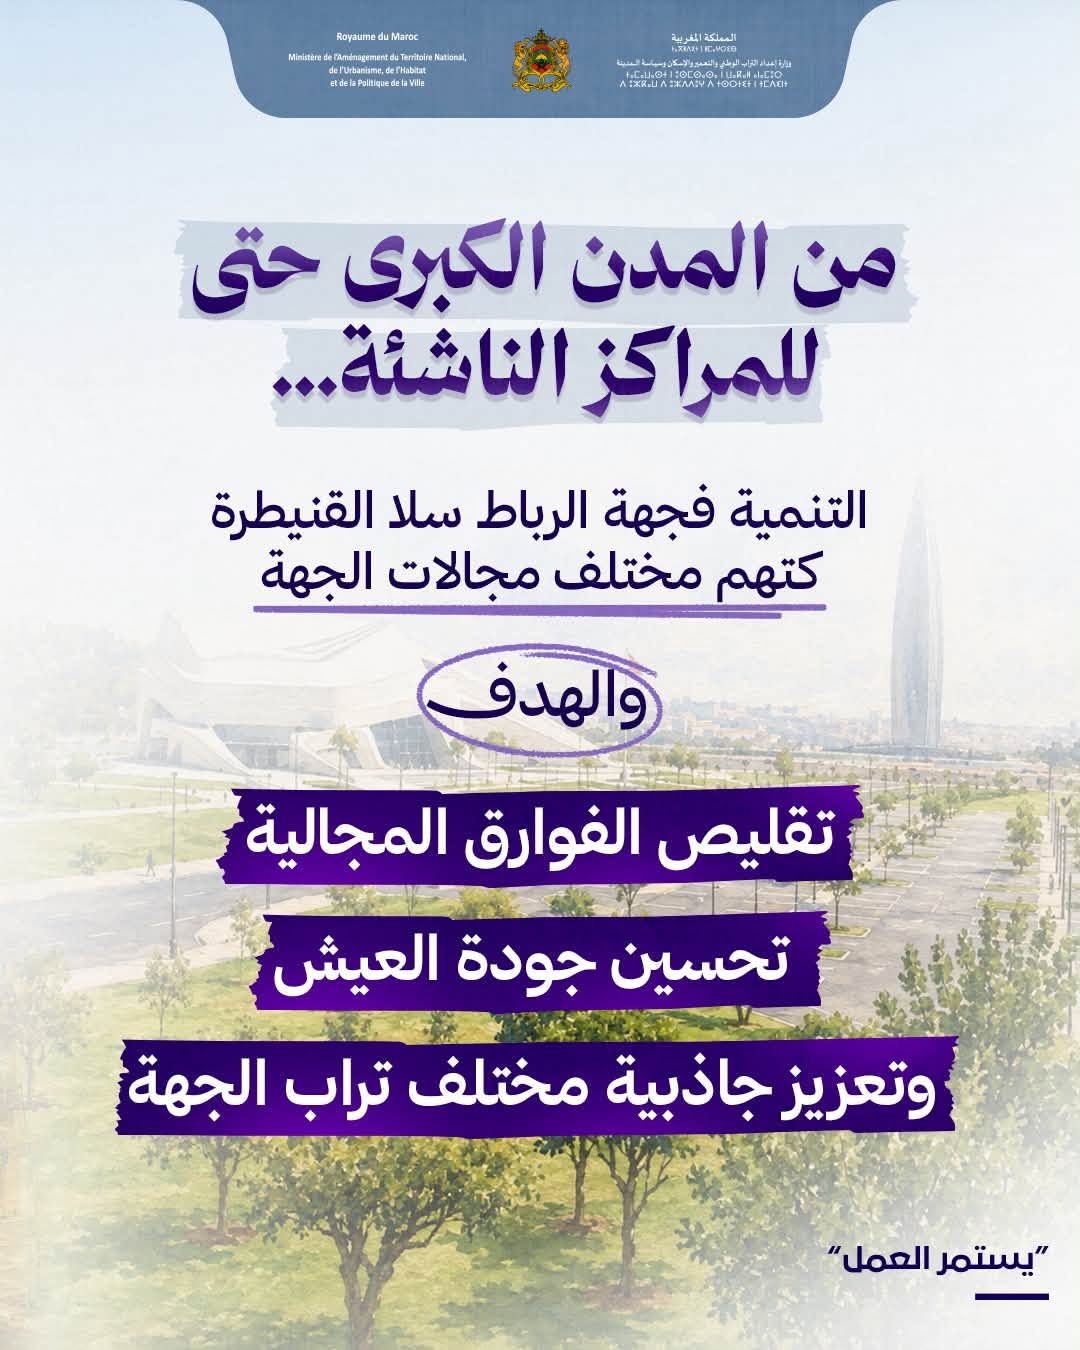 Royaume du Maroc
Ministère de l'Aménagement du Territoire National,
de l'Urbanisme, de l'Habitat
et de la Politique de la Ville
المملكة المغربية
ⵜⴰⴳⵍⴷⵉⵜ ⵏ ⵍⵎⵖⵔⵉⴱ
وزارة إعداد التراب الوطني والتعمير والإسكان وسياسة المدينة
من المدن الكبرى حتى
للمراكز الناشئة...
التنمية فجهة الرباط سلا القنيطرة
كتهم مختلف مجالات الجهة
والهدف
تقليص الفوارق المجالية
تحسين جودة العيش
وتعزيز جاذبية مختلف تراب الجهة
”يستمر العمل“